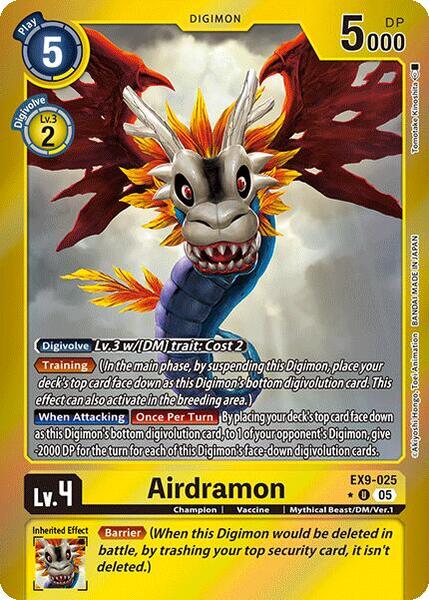 DIGIMON
Play
5
DP
5000
Digivolve
Lv.3
2
Tomotake Kinoshita
©Akiyoshi Hongo, Toei Animation
BANDAI MADE IN JAPAN
Digivolve Lv.3 w/[DM] trait: Cost 2
Training (In the main phase, by suspending this Digimon, place your
deck's top card face down as this Digimon's bottom digivolution card. This
effect can also activate in the breeding area.)
When Attacking Once Per Turn By placing your deck's top card face down
as this Digimon's bottom digivolution card, to 1 of your opponent's Digimon, give
-2000 DP for the turn for each of this Digimon's face-down digivolution cards.
Lv.4
Airdramon
EX9-025
U 05
Champion | Vaccine | Mythical Beast/DM/Ver.1
Inherited Effect
Barrier (When this Digimon would be deleted in
battle, by trashing your top security card, it isn't
deleted.)